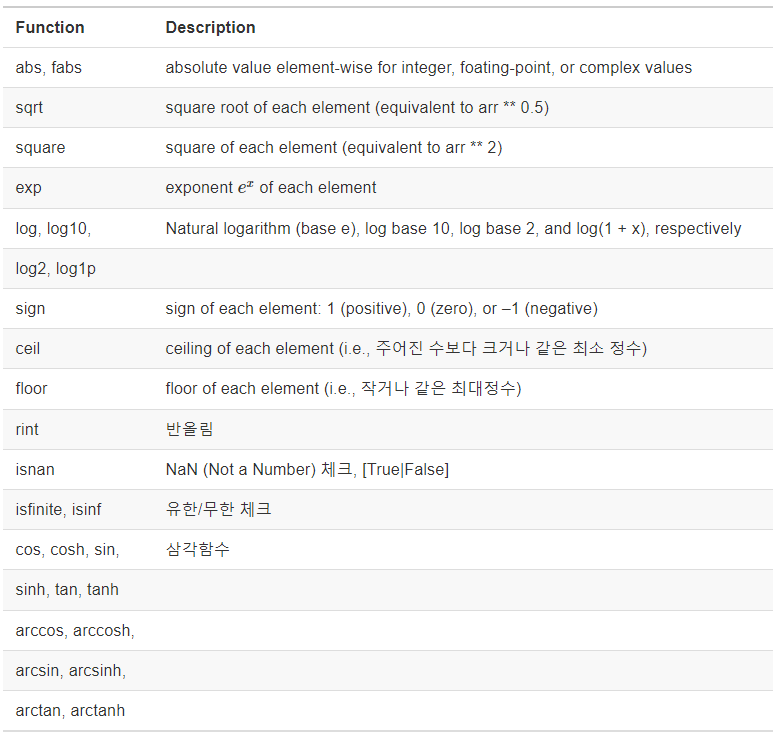 Function Description
abs, fabs absolute value element-wise for integer, foating-point, or complex values
sqrt square root of each element (equivalent to arr ** 0.5)
square square of each element (equivalent to arr ** 2)
exp exponent eˣ of each element
log, log10, Natural logarithm (base e), log base 10, log base 2, and log(1 + x), respectively
log2, log1p
sign sign of each element: 1 (positive), 0 (zero), or –1 (negative)
ceil ceiling of each element (i.e., 주어진 수보다 크거나 같은 최소 정수)
floor floor of each element (i.e., 작거나 같은 최대정수)
rint 반올림
isnan NaN (Not a Number) 체크, [True|False]
isfinite, isinf 유한/무한 체크
cos, cosh, sin, 삼각함수
sinh, tan, tanh
arccos, arccosh,
arcsin, arcsinh,
arctan, arctanh